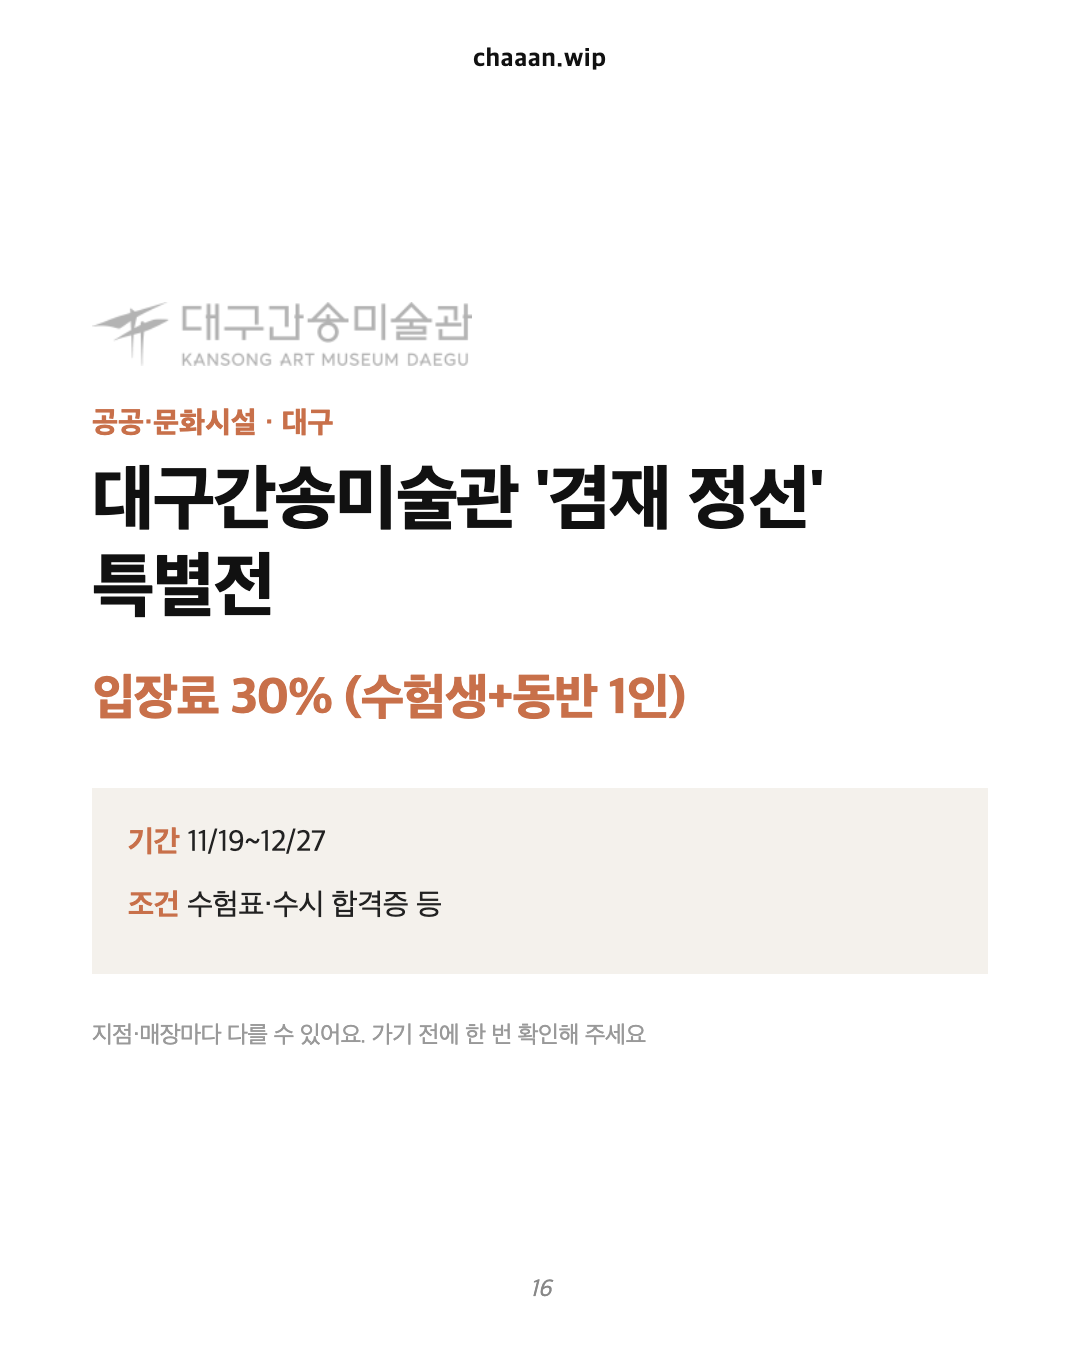 chaaan.wip
대구간송미술관
KANSONG ART MUSEUM DAEGU
공공·문화시설 · 대구
대구간송미술관 '겸재 정선'
특별전
입장료 30% (수험생+동반 1인)
기간 11/19~12/27
조건 수험표·수시 합격증 등
지점·매장마다 다를 수 있어요. 가기 전에 한 번 확인해 주세요
16